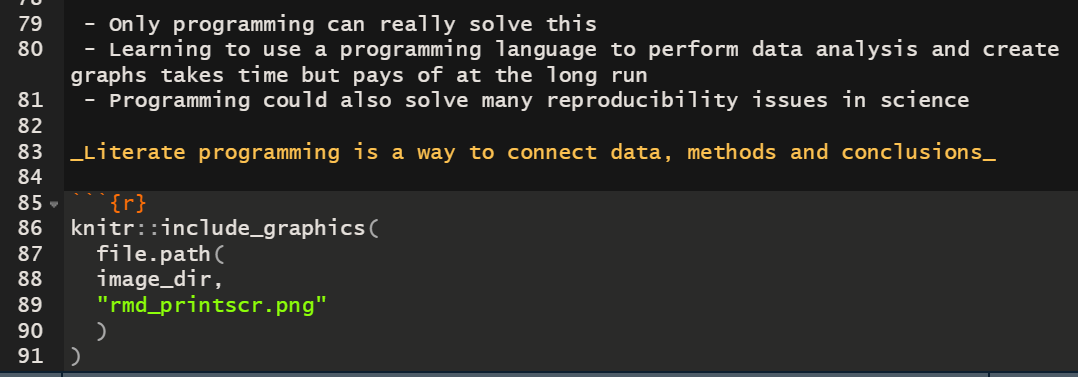 79 - Only programming can really solve this
80 - Learning to use a programming language to perform data analysis and create
graphs takes time but pays of at the long run
81 - Programming could also solve many reproducibility issues in science
82
83 _Literate programming is a way to connect data, methods and conclusions_
84
85 ```{r}
86 knitr::include_graphics(
87 file.path(
88 image_dir,
89 "rmd_printscr.png"
90 )
91 )